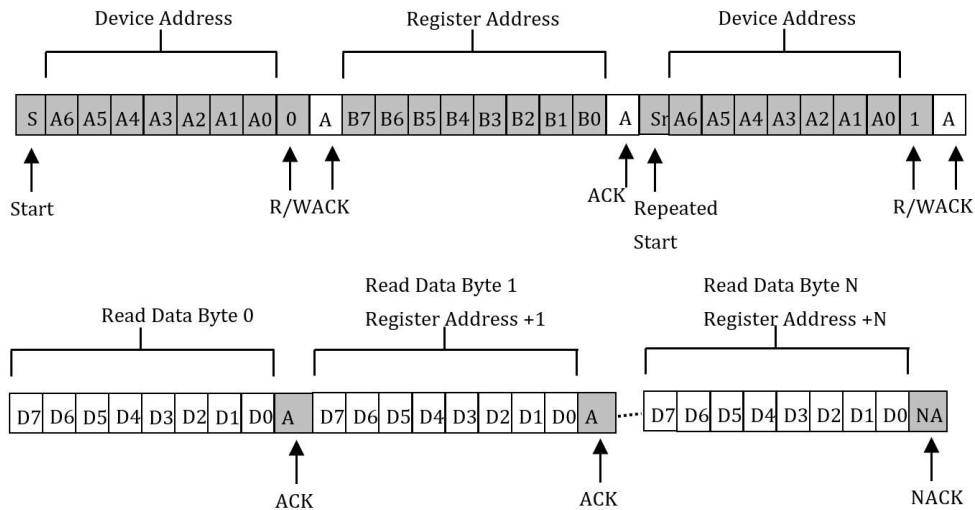 Device Address Register Address Device Address
S A6 A5 A4 A3 A2 A1 A0 0 A B7 B6 B5 B4 B3 B2 B1 B0 A Sr A6 A5 A4 A3 A2 A1 A0 1 A
Start R/WACK ACK Repeated R/WACK
Start
Read Data Byte 1 Read Data Byte N
Read Data Byte 0 Register Address +1 Register Address +N
D7 D6 D5 D4 D3 D2 D1 D0 A D7 D6 D5 D4 D3 D2 D1 D0 A D7 D6 D5 D4 D3 D2 D1 D0 NA
ACK ACK NACK